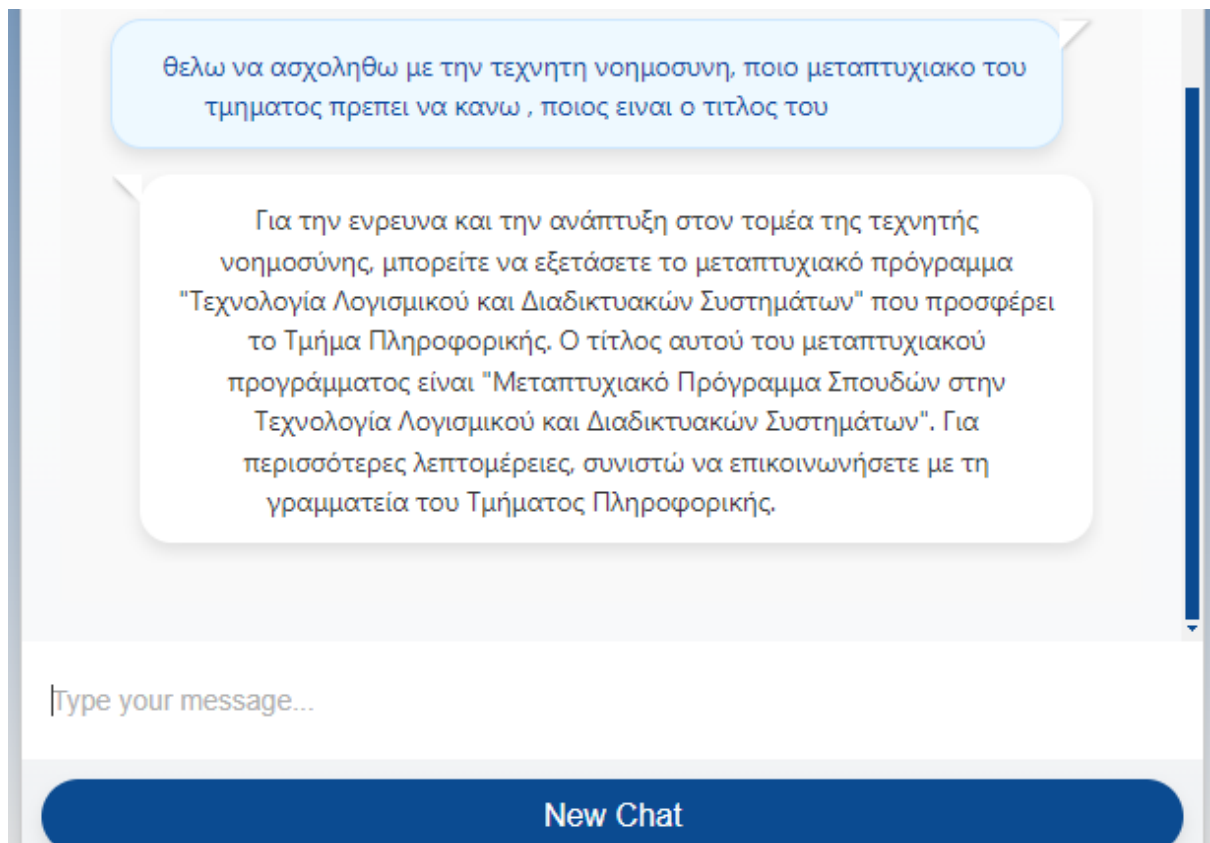 θελω να ασχοληθω με την τεχνητη νοημοσυνη, ποιο μεταπτυχιακο του
τμηματος πρεπει να κανω , ποιος ειναι ο τιτλος του
Για την ενρευνα και την ανάπτυξη στον τομέα της τεχνητής
νοημοσύνης, μπορείτε να εξετάσετε το μεταπτυχιακό πρόγραμμα
"Τεχνολογία Λογισμικού και Διαδικτυακών Συστημάτων" που προσφέρει
το Τμήμα Πληροφορικής. Ο τίτλος αυτού του μεταπτυχιακού
προγράμματος είναι "Μεταπτυχιακό Πρόγραμμα Σπουδών στην
Τεχνολογία Λογισμικού και Διαδικτυακών Συστημάτων". Για
περισσότερες λεπτομέρειες, συνιστώ να επικοινωνήσετε με τη
γραμματεία του Τμήματος Πληροφορικής.
Type your message...
New Chat